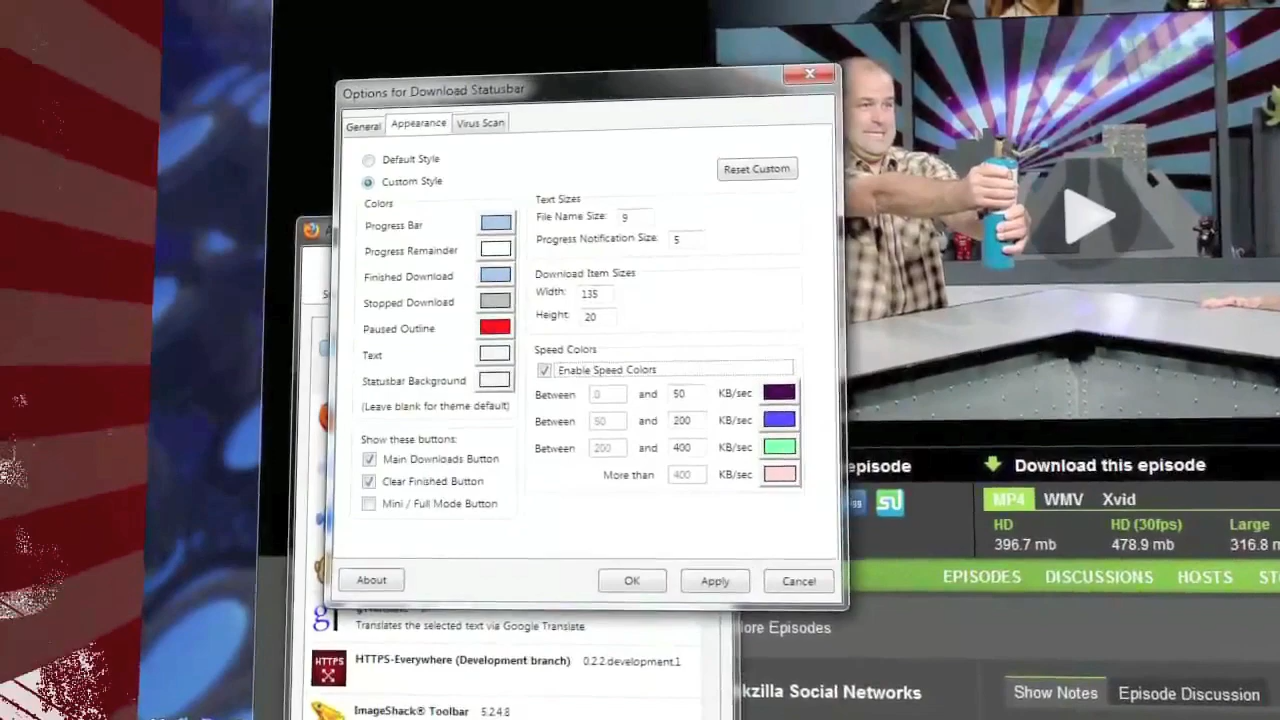 Options for Download Statusbar
General
Appearance
Virus Scan
Default Style
Custom Style
Reset Custom
Colors
Progress Bar
Progress Remainder
Finished Download
Stopped Download
Paused Outline
Text
Statusbar Background
(Leave blank for theme default)
Show these buttons:
Main Downloads Button
Clear Finished Button
Mini / Full Mode Button
Text Sizes
File Name Size: 9
Progress Notification Size: 5
Download Item Sizes
Width: 135
Height: 20
Speed Colors
Enable Speed Colors
Between 0 and 50 KB/sec
Between 50 and 200 KB/sec
Between 200 and 400 KB/sec
More than 400 KB/sec
About
OK
Apply
Cancel
Translates the selected text via Google Translate
HTTPS-Everywhere (Development branch) 0.2.2.development.1
HTTPS
ImageShack® Toolbar 5.2.4.8
episode
Download this episode
MP4 WMV Xvid
HD HD (30fps) Large
396.7 mb 478.9 mb 316.8 m
EPISODES DISCUSSIONS HOSTS ST
ore Episodes
kzilla Social Networks
Show Notes
Episode Discussion